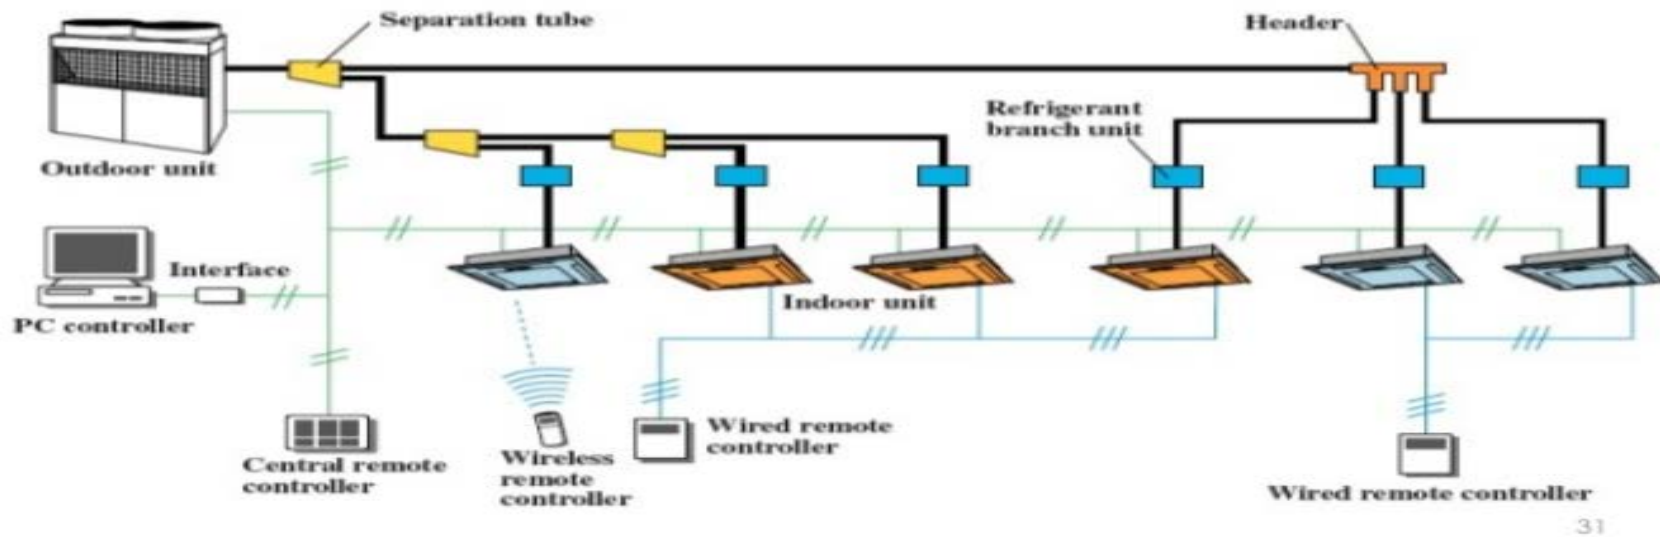 Separation tube
Header
Refrigerant
branch unit
Outdoor unit
Interface
PC controller
Indoor unit
Central remote
controller
Wireless
remote
controller
Wired remote
controller
Wired remote controller
31